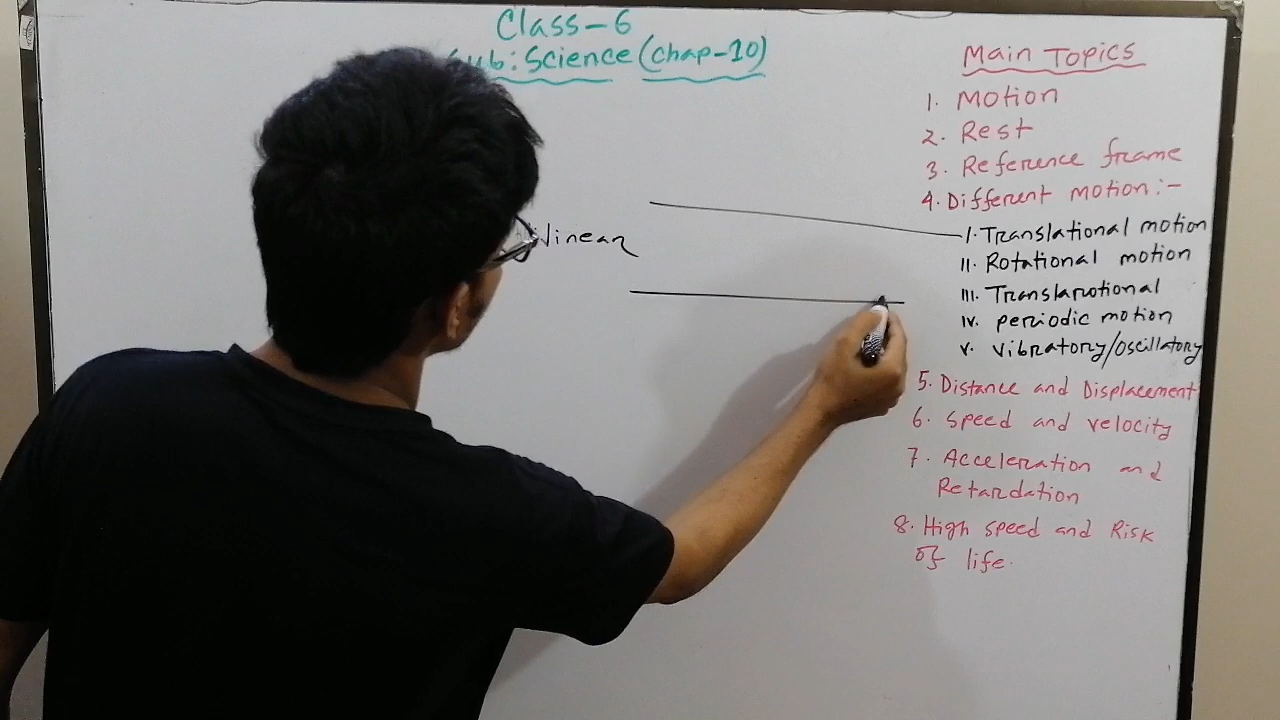 Class-6
Sub: Science (chap-10)
Main Topics
1. Motion
2. Rest
3. Reference frame
4. Different motion:-
I. Translational motion
II. Rotational motion
III. Translarotional
IV. periodic motion
V. vibratory/oscillatory
5. Distance and Displacement
6. Speed and velocity
7. Acceleration and
Retardation
8. High speed and Risk
of life.
linear